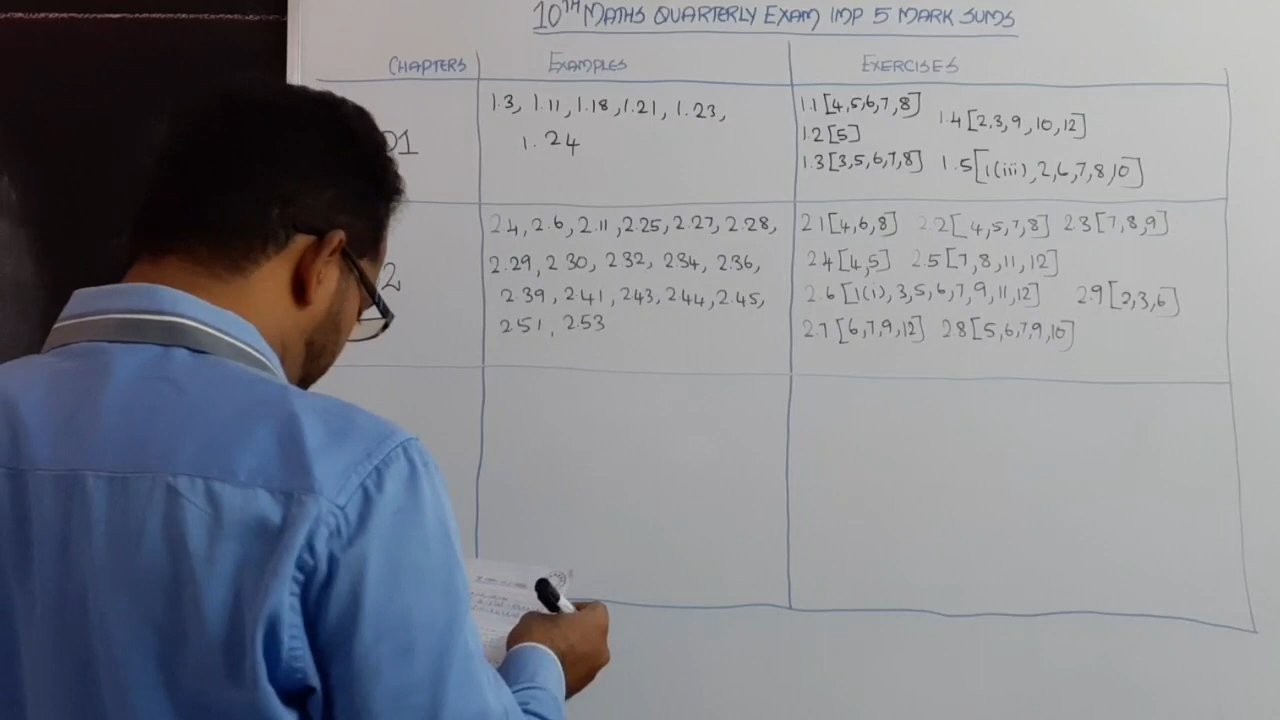 10TH MATHS QUARTERLY EXAM IMP 5 MARK SUMS
CHAPTERS EXAMPLES EXERCISES
01
1.3, 1.11, 1.18, 1.21, 1.23,
1.24
1.1 [4,5,6,7,8]
1.2 [5]
1.3 [3,5,6,7,8]
1.4 [2,3,9,10,12]
1.5 [1(iii), 2,6,7,8,10]
2
2.4, 2.6, 2.11, 2.25, 2.27, 2.28,
2.29, 2.30, 2.32, 2.34, 2.36,
2.39, 2.41, 2.43, 2.44, 2.45,
2.51, 2.53
2.1 [4,6,8] 2.2 [4,5,7,8] 2.3 [7,8,9]
2.4 [4,5] 2.5 [7,8,11,12]
2.6 [1(i), 3,5,6,7,9,11,12] 2.9 [2,3,6]
2.7 [6,7,9,12] 2.8 [5,6,7,9,10]